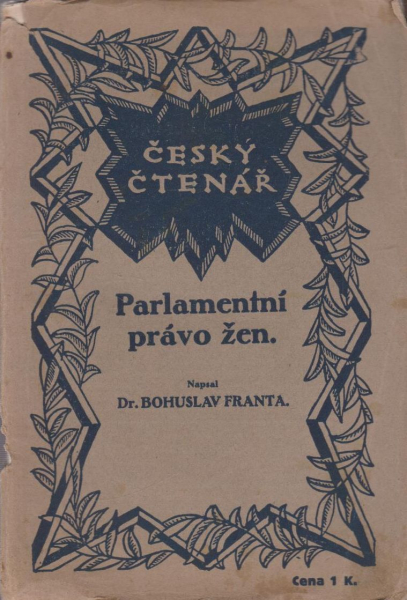 ČESKÝ
ČTENÁŘ
Parlamentní
právo žen.
Napsal
Dr. BOHUSLAV FRANTA.
Cena 1 K.